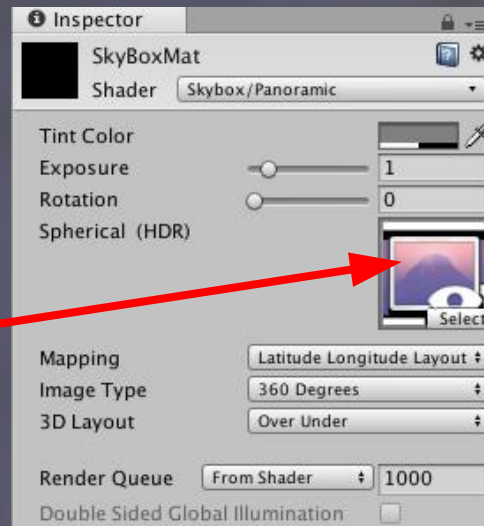 Inspector
SkyBoxMat
Shader Skybox/Panoramic
Tint Color
Exposure 1
Rotation 0
Spherical (HDR)
Select
Mapping Latitude Longitude Layout
Image Type 360 Degrees
3D Layout Over Under
Render Queue From Shader 1000
Double Sided Global Illumination